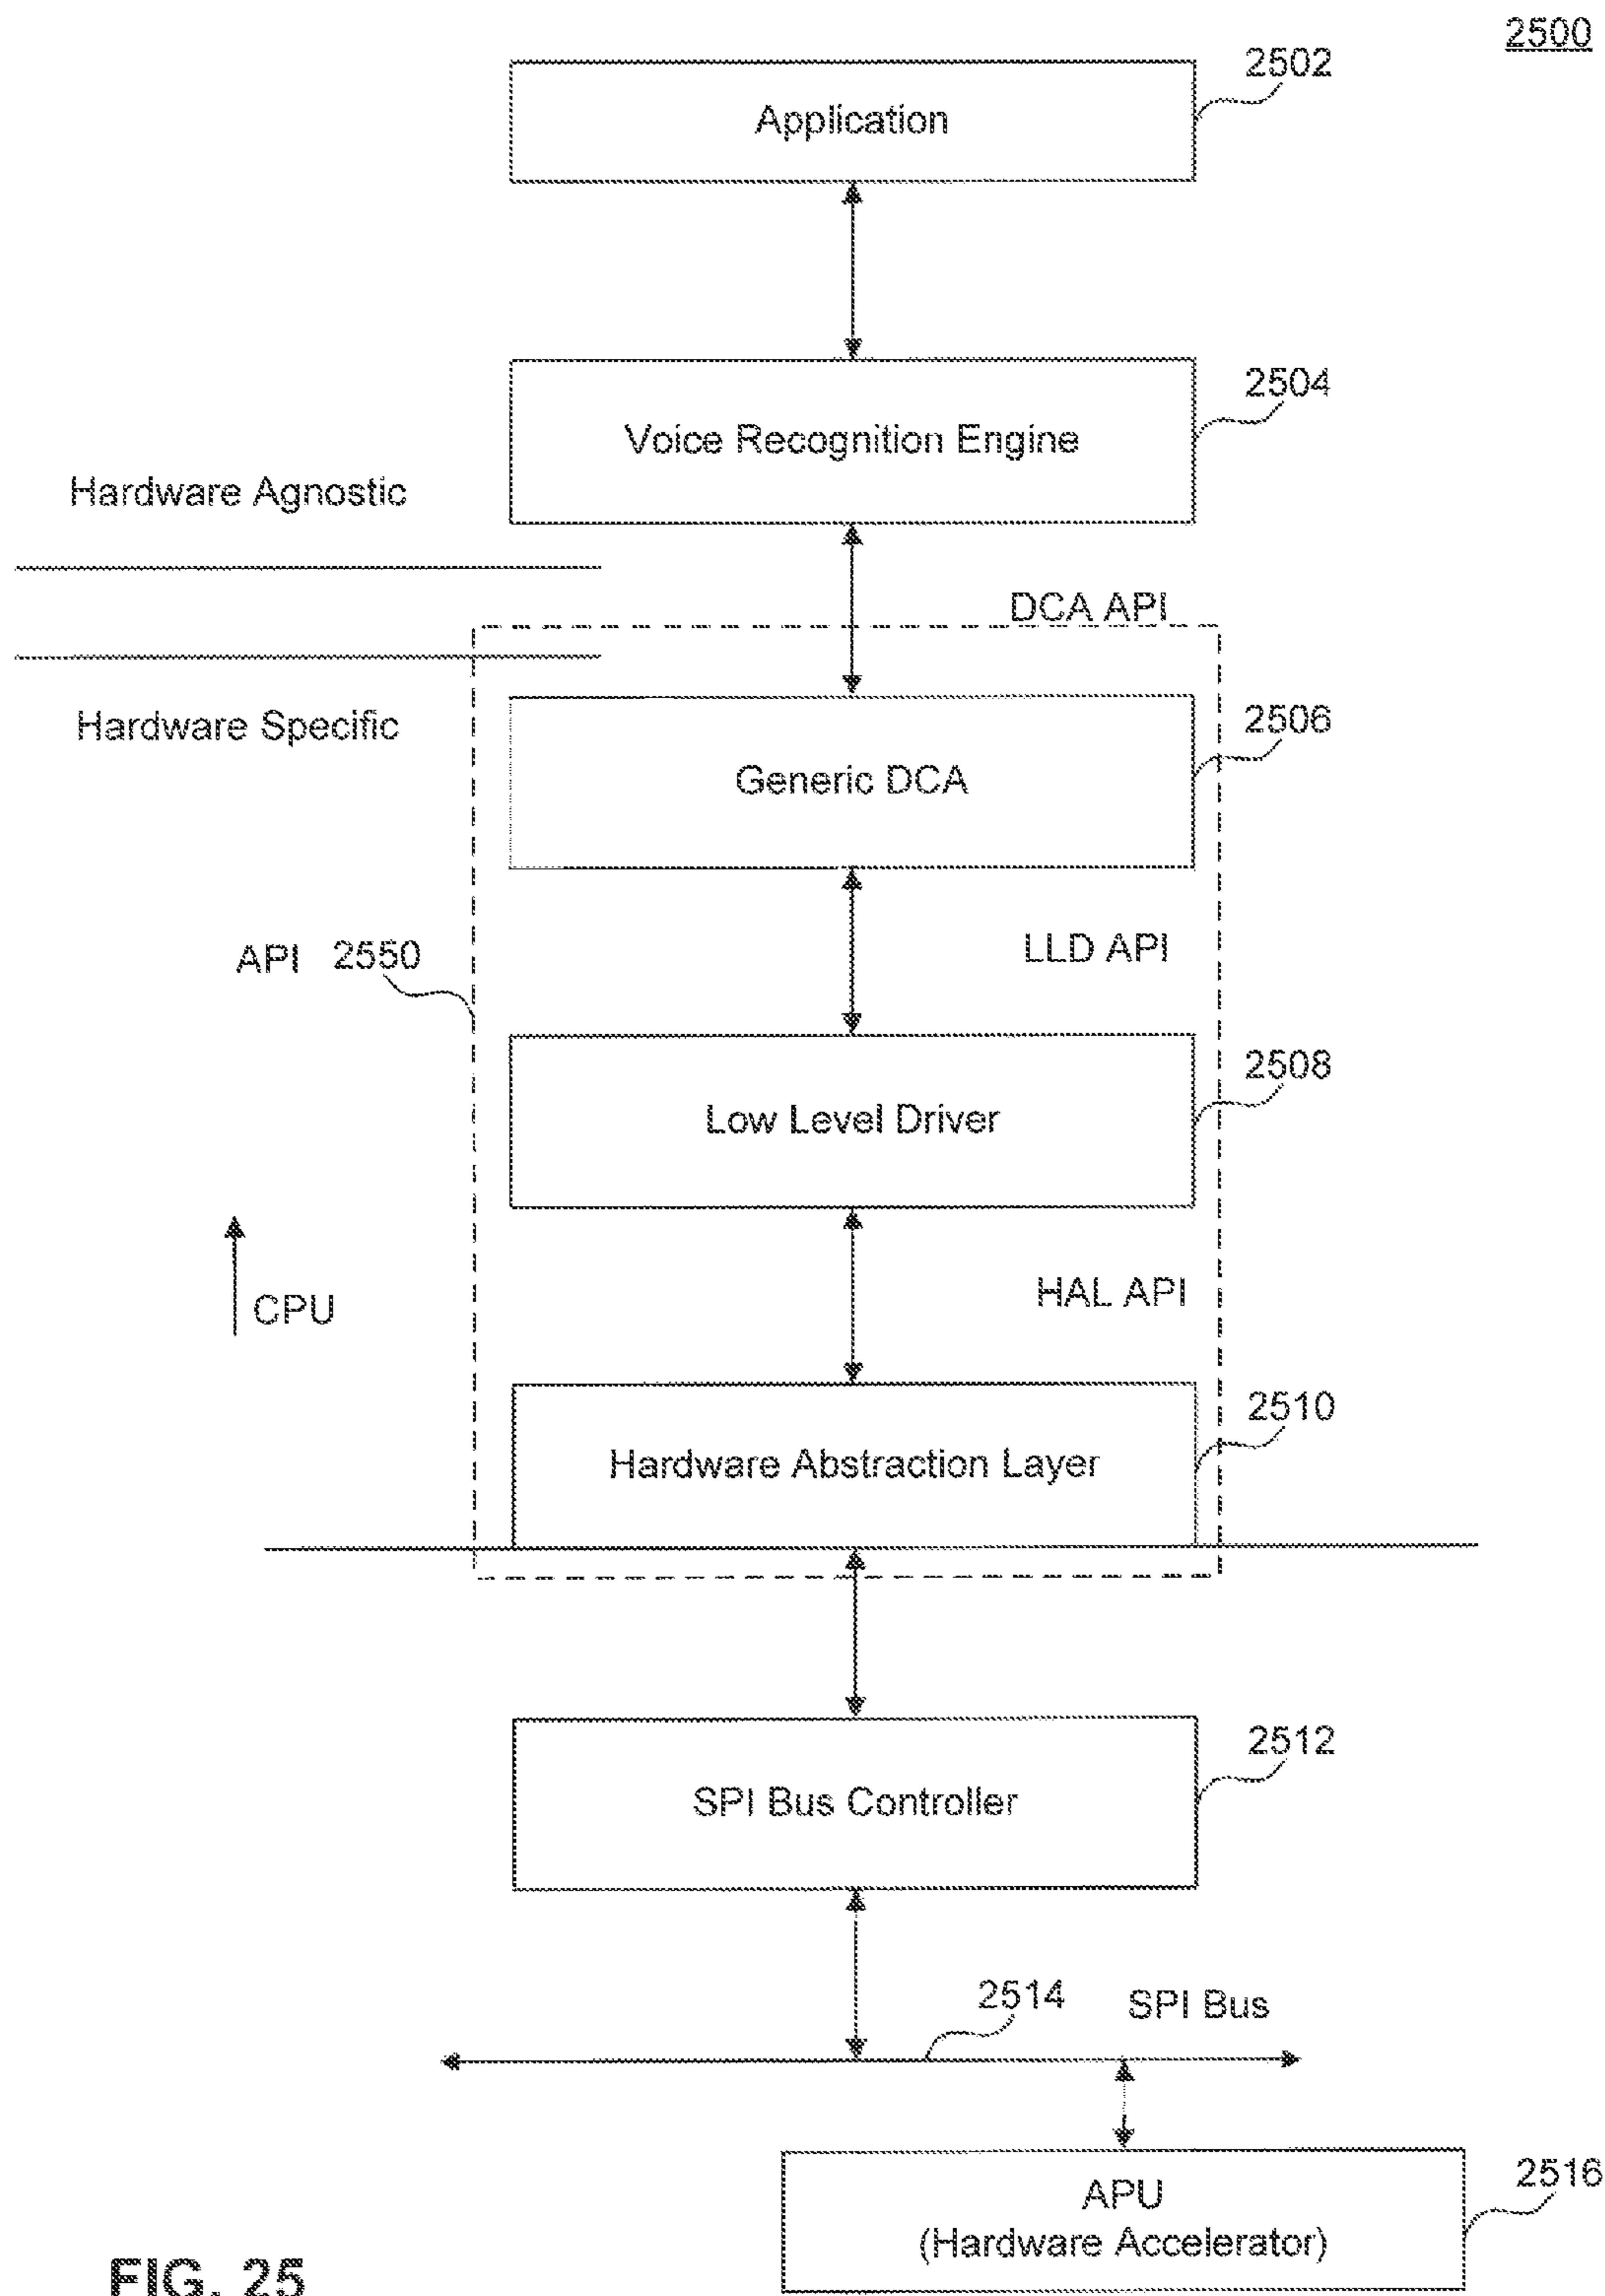 2500
2502
Application
2504
Voice Recognition Engine
Hardware Agnostic
DCA API
Hardware Specific
2506
Generic DCA
API 2550
LLD API
2508
Low Level Driver
CPU
HAL API
2510
Hardware Abstraction Layer
2512
SPI Bus Controller
2514
SPI Bus
2516
APU
(Hardware Accelerator)
FIG. 25